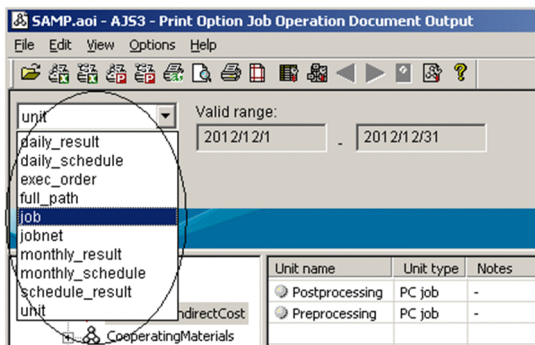 SAMP.aoi - AJS3 - Print Option Job Operation Document Output
File Edit View Options Help
unit
Valid range:
2012/12/1 - 2012/12/31
daily_result
daily_schedule
exec_order
full_path
job
jobnet
monthly_result
monthly_schedule
schedule_result
unit
Unit name Unit type Notes
Postprocessing PC job -
Preprocessing PC job -
ndirectCost
CooperatingMaterials